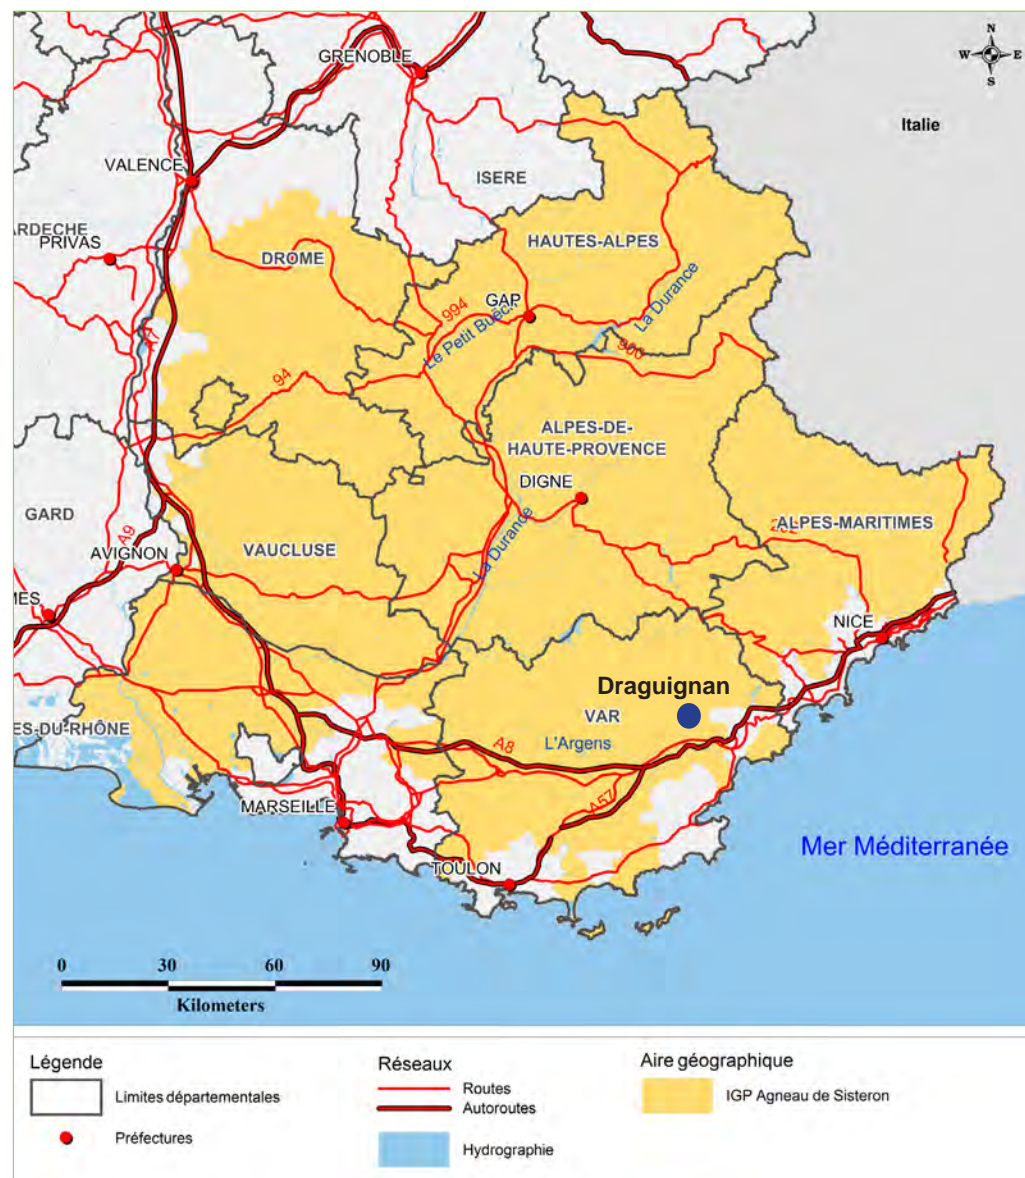 N
W E
S
GRENOBLE
Italie
VALENCE
ISERE
ARDECHE
PRIVAS
HAUTES-ALPES
DROME
La Durance
GAP
994
Le Petit Buëch
A7
900
94
ALPES-DE-
HAUTE-PROVENCE
DIGNE
GARD
A9
ALPES-MARITIMES
AVIGNON
VAUCLUSE
La Durance
MES
NICE
Draguignan
VAR
ES-DU-RHÔNE
L'Argens
A8
MARSEILLE
A57
Mer Méditerranée
TOULON
0 30 60 90
Kilometers
Légende
Limites départementales
Préfectures
Réseaux
Routes
Autoroutes
Hydrographie
Aire géographique
IGP Agneau de Sisteron